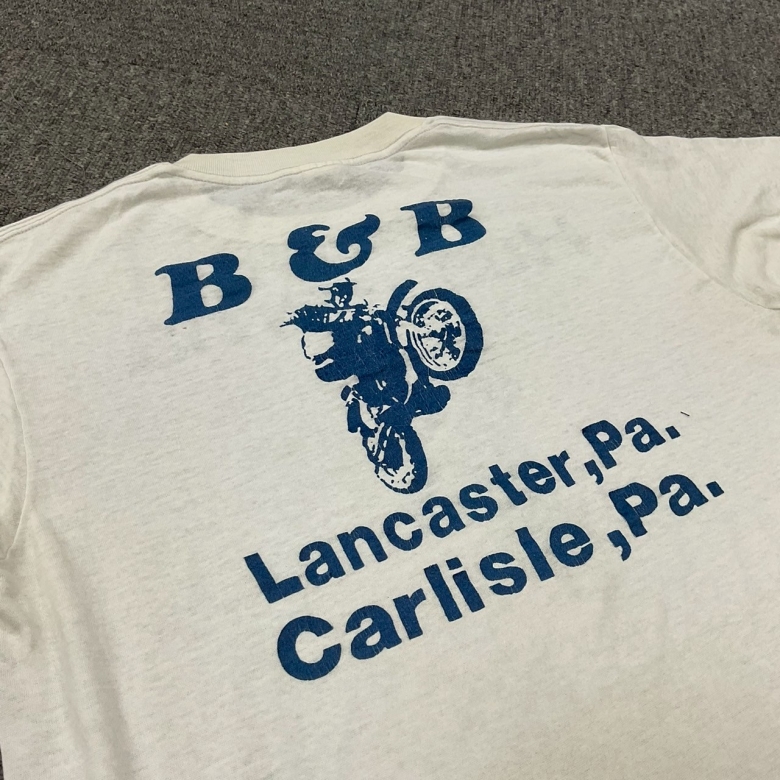 B & B
Lancaster,Pa.
Carlisle,Pa.